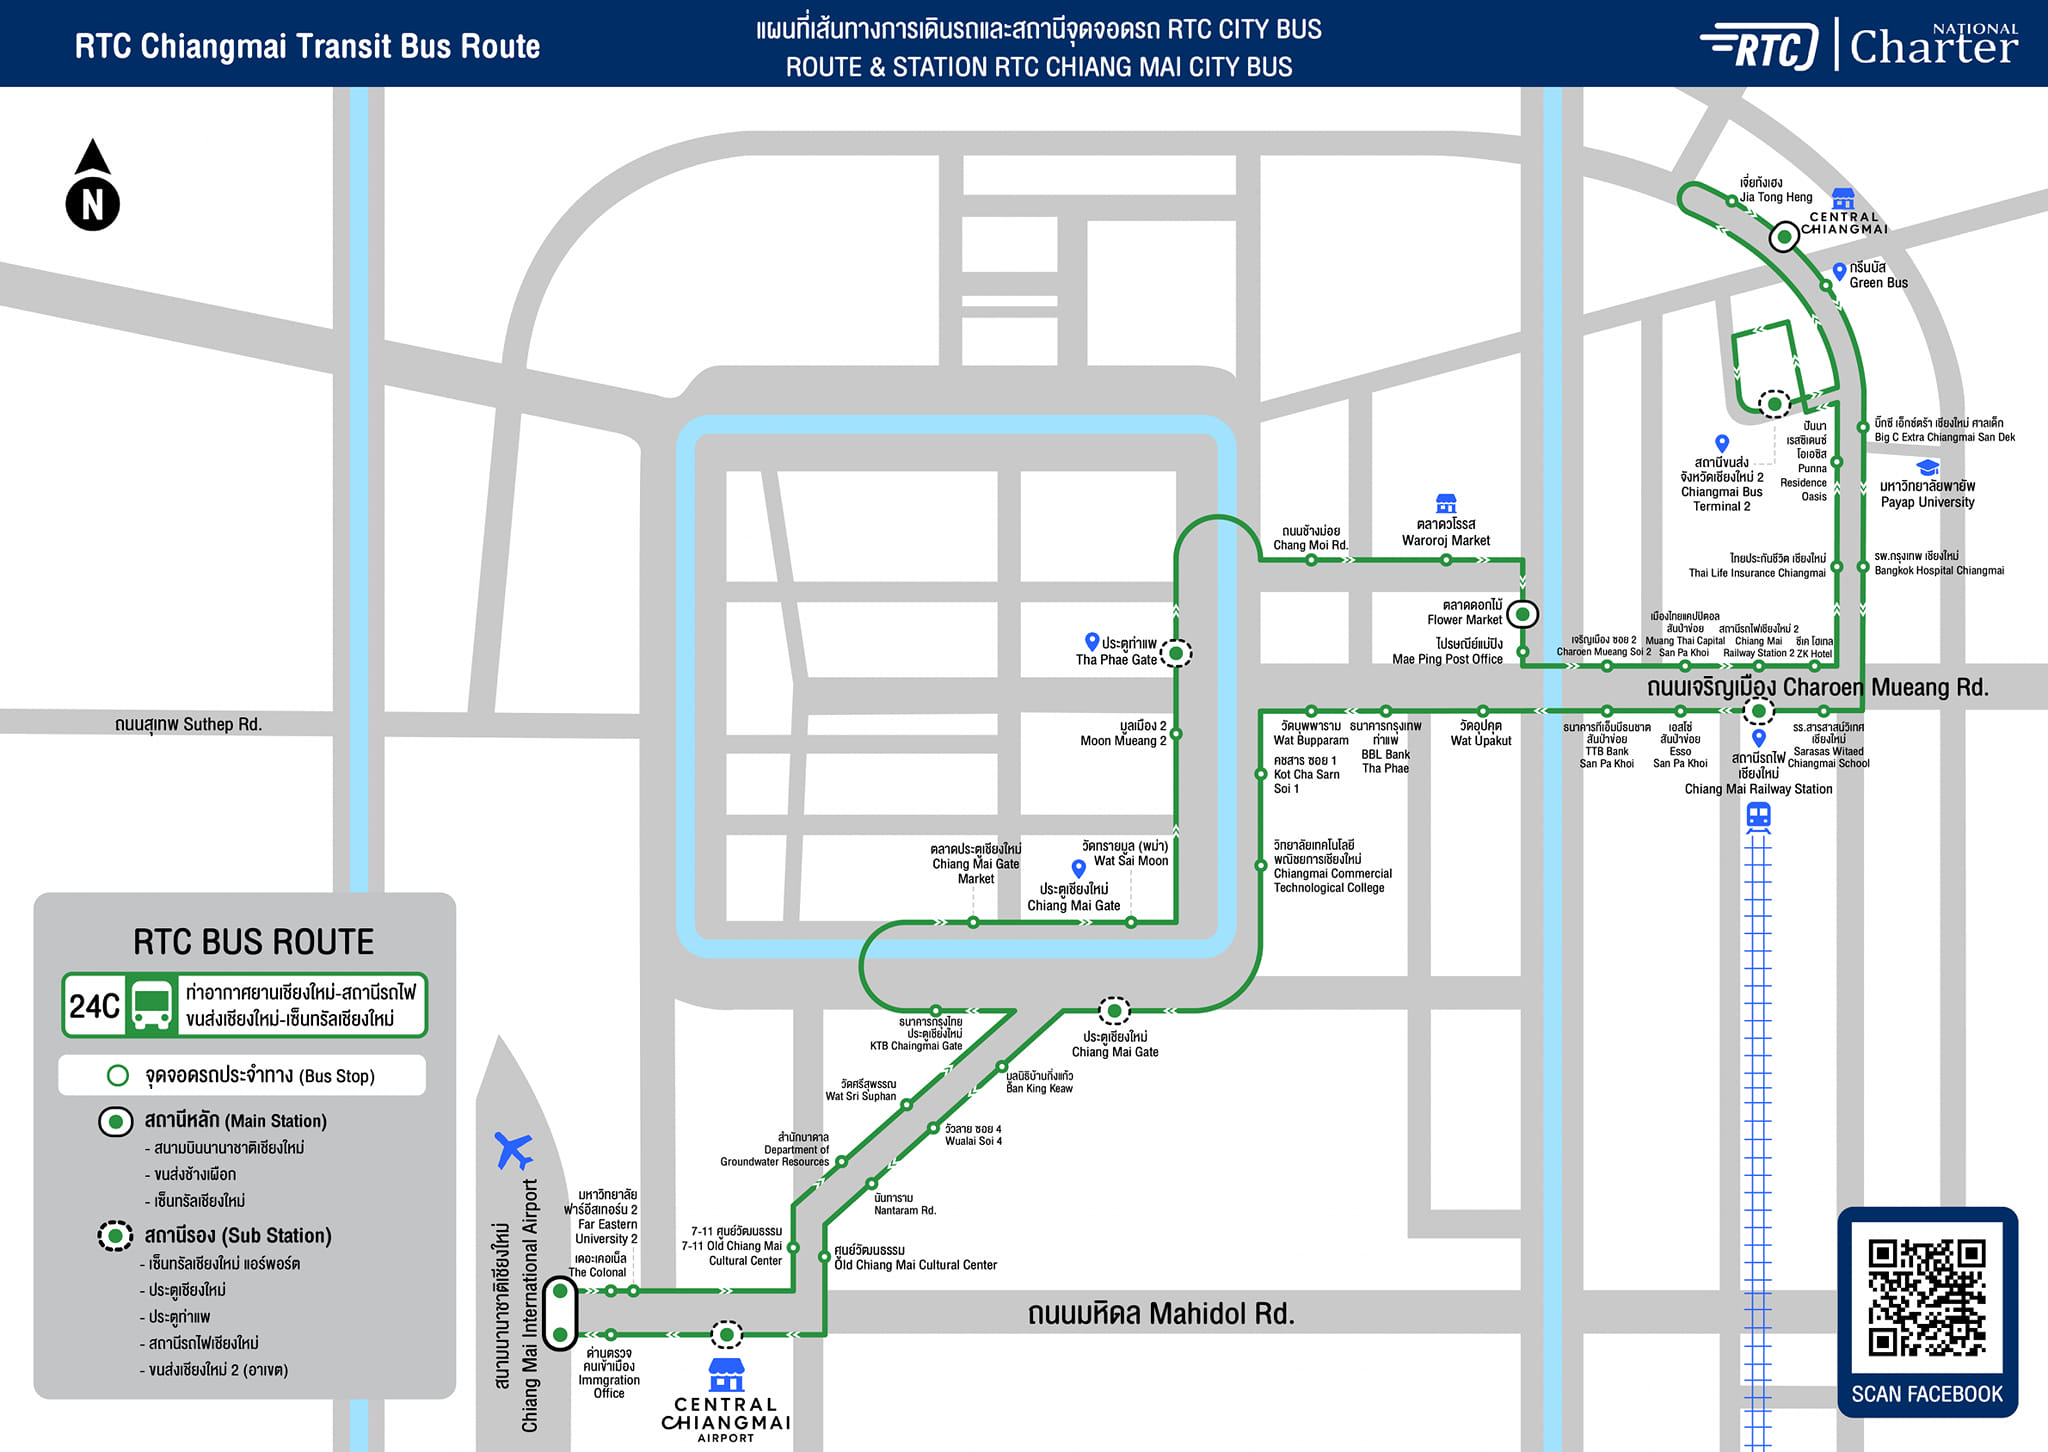 RTC Chiangmai Transit Bus Route
แผนที่เส้นทางการเดินรถและสถานีจุดจอดรถ RTC CITY BUS
ROUTE & STATION RTC CHIANG MAI CITY BUS
RTC
NATIONAL
Charter
N
เจี่ยท้งเฮง
Jia Tong Heng
CENTRAL
CHIANGMAI
กรีนบัส
Green Bus
บิ๊กซี เอ็กซ์ตร้า เชียงใหม่ ศาลเด็ก
Big C Extra Chiangmai San Dek
มหาวิทยาลัยพายัพ
Payap University
ปันนา
เรสซิเดนซ์
โอเอซิส
Punna
Residence
Oasis
สถานีขนส่ง
จังหวัดเชียงใหม่ 2
Chiangmai Bus
Terminal 2
ไทยประกันชีวิต เชียงใหม่
Thai Life Insurance Chiangmai
รพ.กรุงเทพ เชียงใหม่
Bangkok Hospital Chiangmai
ถนนช้างม่อย
Chang Moi Rd.
ตลาดวโรรส
Waroroj Market
ตลาดดอกไม้
Flower Market
ไปรษณีย์แม่ปิง
Mae Ping Post Office
เจริญเมือง ซอย 2
Charoen Mueang Soi 2
เมืองไทยแคปปิตอล
สันป่าข่อย
Muang Thai Capital
San Pa Khoi
สถานีรถไฟเชียงใหม่ 2
Chiang Mai
Railway Station 2
ซีเค โฮเทล
ZK Hotel
ถนนเจริญเมือง Charoen Mueang Rd.
ประตูท่าแพ
Tha Phae Gate
มูลเมือง 2
Moon Mueang 2
ถนนสุเทพ Suthep Rd.
วัดบุพพาราม
Wat Bupparam
ธนาคารกรุงเทพ
ท่าแพ
BBL Bank
Tha Phae
วัดอุปคุต
Wat Upakut
ธนาคารทีเอ็มบีธนชาต
สันป่าข่อย
TTB Bank
San Pa Khoi
เอสโซ่
สันป่าข่อย
Esso
San Pa Khoi
สถานีรถไฟ
เชียงใหม่
Chiang Mai Railway Station
รร.สารสาสน์วิเทศ
เชียงใหม่
Sarasas Witaed
Chiangmai School
คชสาร ซอย 1
Kot Cha Sarn
Soi 1
วิทยาลัยเทคโนโลยี
พณิชยการเชียงใหม่
Chiangmai Commercial
Technological College
ตลาดประตูเชียงใหม่
Chiang Mai Gate
Market
วัดทรายมูล (พม่า)
Wat Sai Moon
ประตูเชียงใหม่
Chiang Mai Gate
ธนาคารกรุงไทย
ประตูเชียงใหม่
KTB Chaingmai Gate
ประตูเชียงใหม่
Chiang Mai Gate
มูลนิธิบ้านกิ่งแก้ว
Ban King Keaw
วัดศรีสุพรรณ
Wat Sri Suphan
วัวลาย ซอย 4
Wualai Soi 4
สำนักบาดาล
Department of
Groundwater Resources
นันทาราม
Nantaram Rd.
7-11 ศูนย์วัฒนธรรม
7-11 Old Chiang Mai
Cultural Center
ศูนย์วัฒนธรรม
Old Chiang Mai Cultural Center
มหาวิทยาลัย
ฟาร์อีสเทอร์น 2
Far Eastern
University 2
เดอะคอเน็ล
The Colonal
ถนนมหิดล Mahidol Rd.
ด่านตรวจ
คนเข้าเมือง
Immgration
Office
CENTRAL
CHIANGMAI
AIRPORT
สนามบินนานาชาติเชียงใหม่
Chiang Mai International Airport
RTC BUS ROUTE
24C
ท่าอากาศยานเชียงใหม่-สถานีรถไฟ
ขนส่งเชียงใหม่-เซ็นทรัลเชียงใหม่
จุดจอดรถประจำทาง (Bus Stop)
สถานีหลัก (Main Station)
- สนามบินนานาชาติเชียงใหม่
- ขนส่งช้างเผือก
- เซ็นทรัลเชียงใหม่
สถานีรอง (Sub Station)
- เซ็นทรัลเชียงใหม่ แอร์พอร์ต
- ประตูเชียงใหม่
- ประตูท่าแพ
- สถานีรถไฟเชียงใหม่
- ขนส่งเชียงใหม่ 2 (อาเขต)
SCAN FACEBOOK